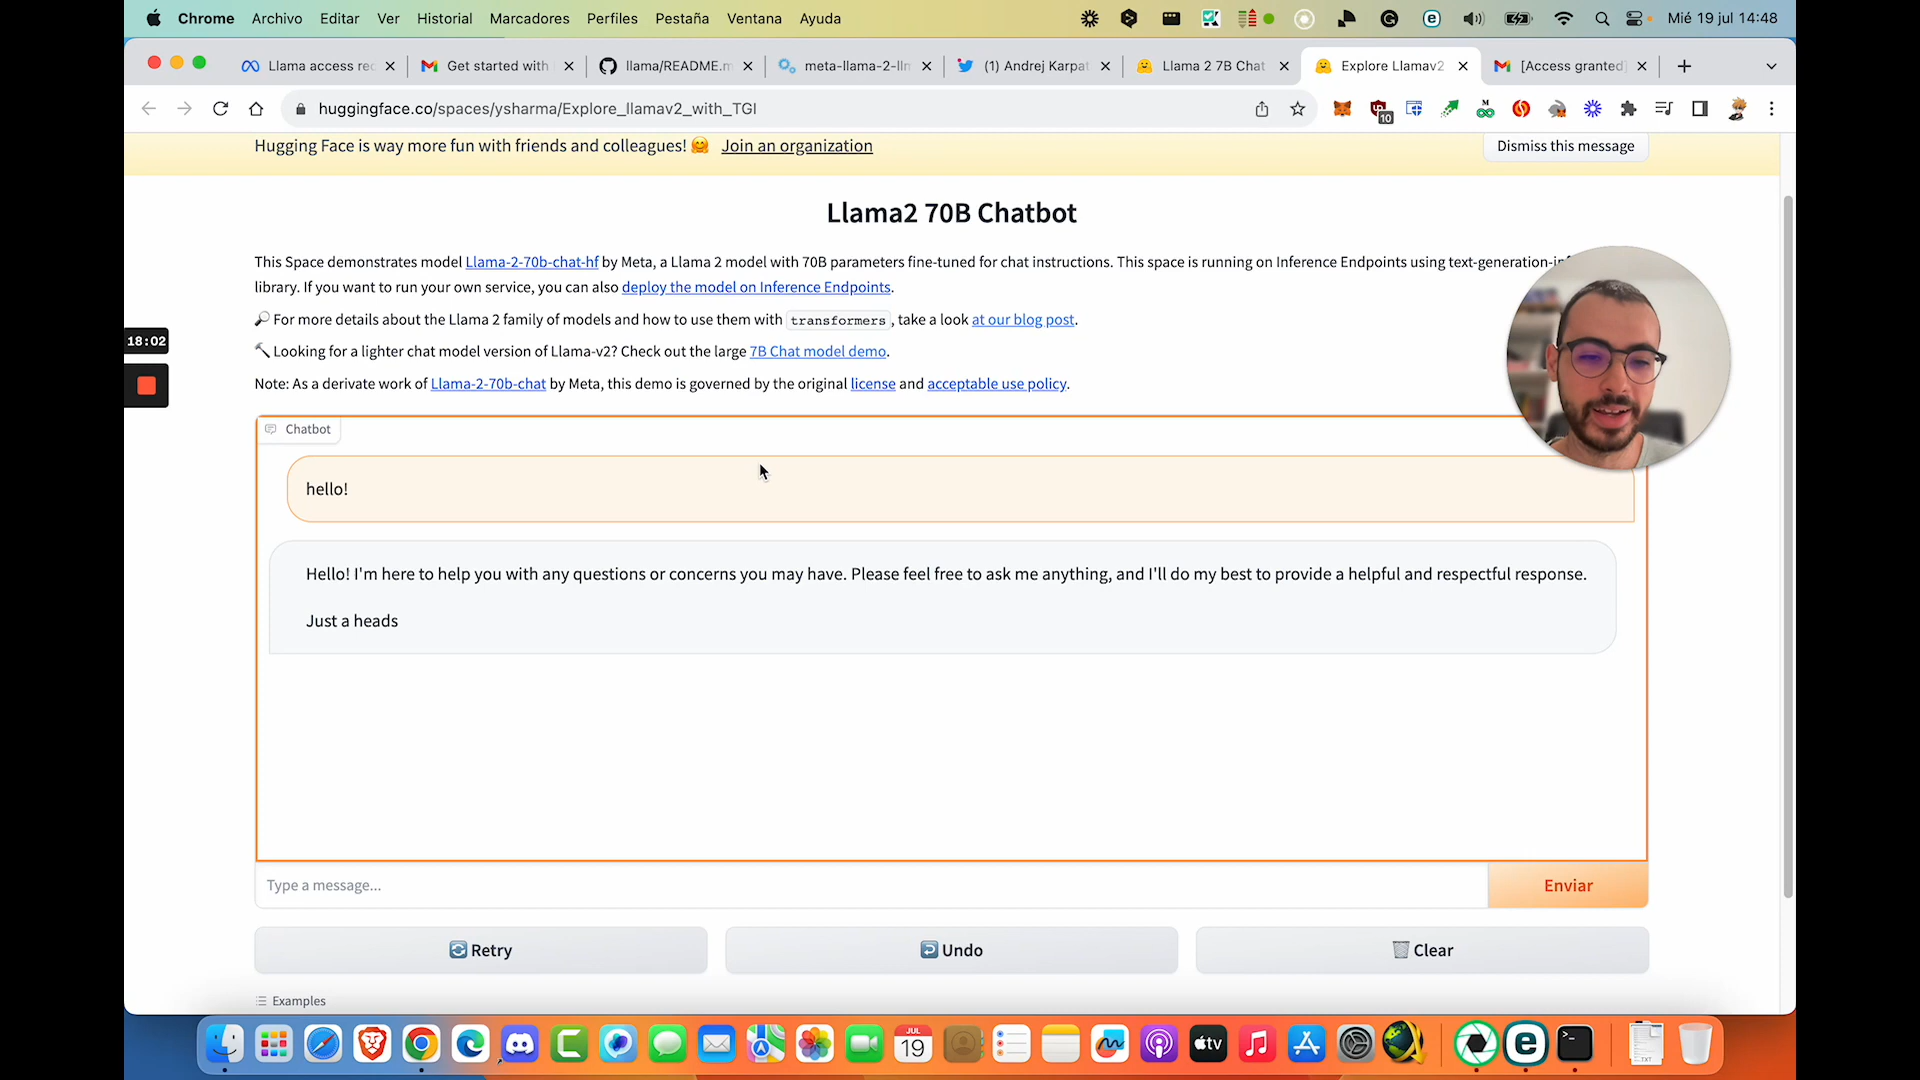 Chrome Archivo Editar Ver Historial Marcadores Perfiles Pestaña Ventana Ayuda Mié 19 jul 14:48
Llama access rec Get started with llama/README.m meta-llama-2-llm (1) Andrej Karpat Llama 2 7B Chat Explore Llamav2 [Access granted]
huggingface.co/spaces/ysharma/Explore_llamav2_with_TGI
10
Hugging Face is way more fun with friends and colleagues! 🤗 Join an organization Dismiss this message
Llama2 70B Chatbot
This Space demonstrates model Llama-2-70b-chat-hf by Meta, a Llama 2 model with 70B parameters fine-tuned for chat instructions. This space is running on Inference Endpoints using
library. If you want to run your own service, you can also deploy the model on Inference Endpoints.
🔎 For more details about the Llama 2 family of models and how to use them with transformers, take a look at our blog post.
18:02
🔨 Looking for a lighter chat model version of Llama-v2? Check out the large 7B Chat model demo.
Note: As a derivate work of Llama-2-70b-chat by Meta, this demo is governed by the original license and acceptable use policy.
Chatbot
hello!
Hello! I'm here to help you with any questions or concerns you may have. Please feel free to ask me anything, and I'll do my best to provide a helpful and respectful response.
Just a heads
Type a message... Enviar
Retry Undo Clear
Examples
JUL
19
tv
TXT